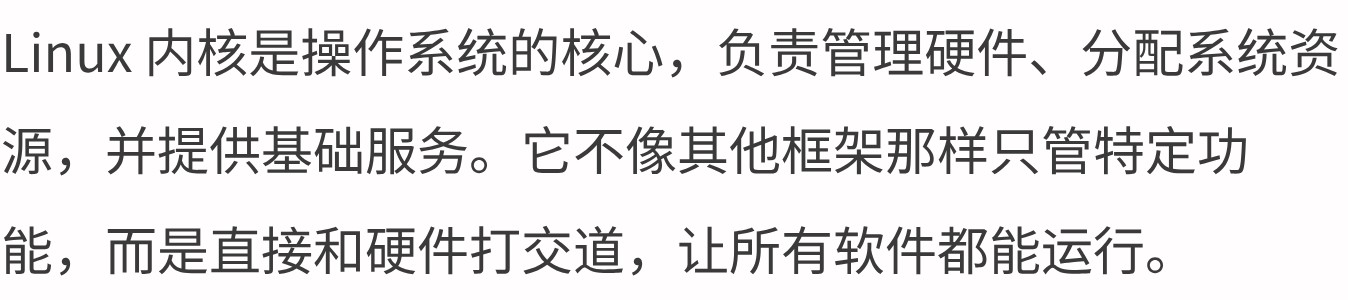 Linux 内核是操作系统的核心，负责管理硬件、分配系统资
源，并提供基础服务。它不像其他框架那样只管特定功
能，而是直接和硬件打交道，让所有软件都能运行。